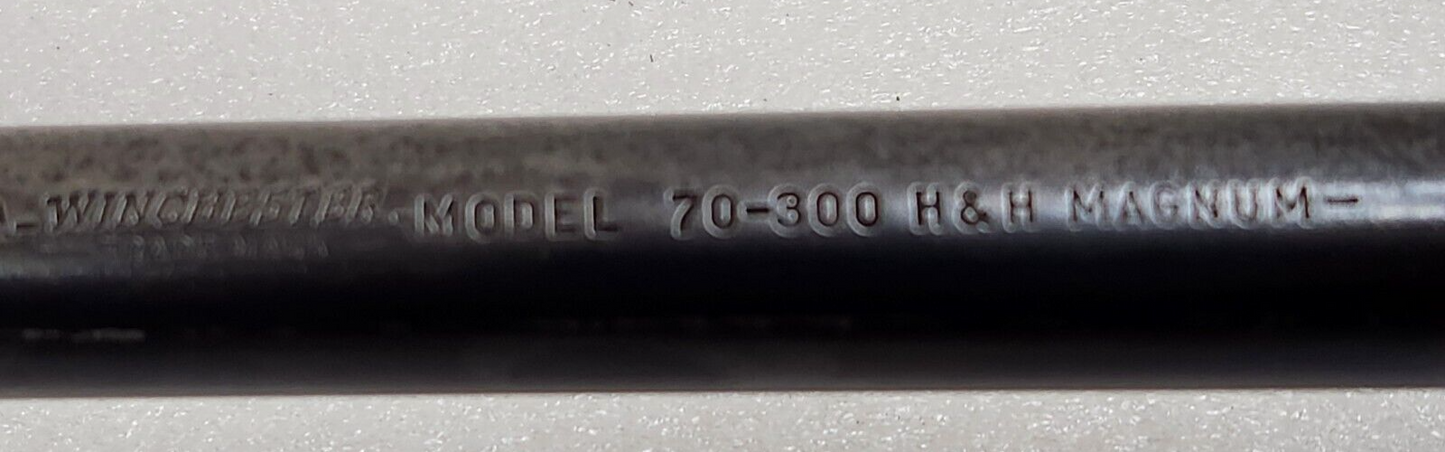 -WINCHESTER. MODEL 70-300 H&H MAGNUM-